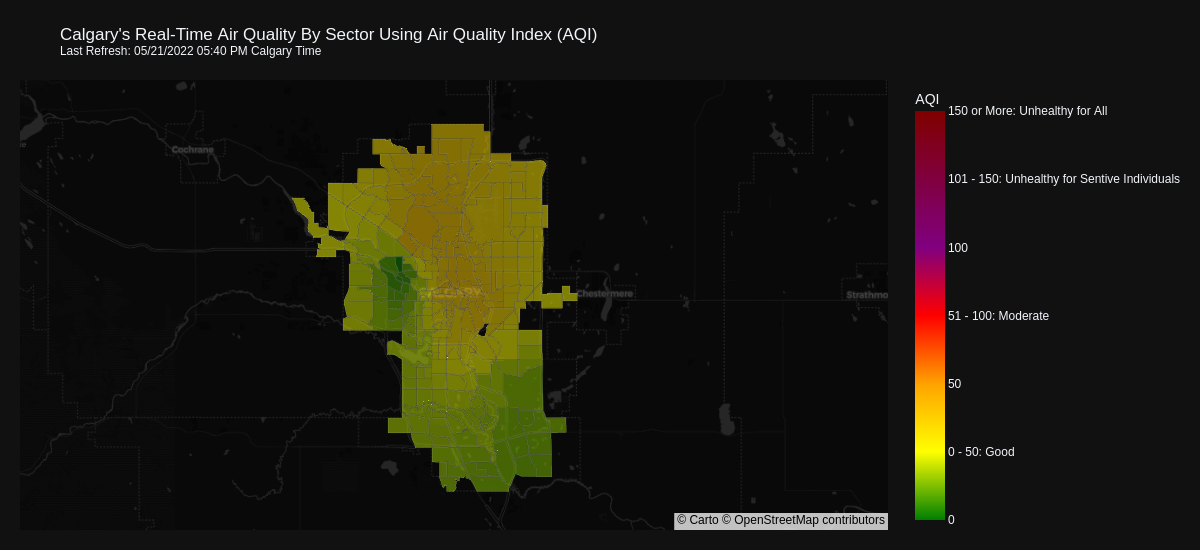 Calgary's Real-Time Air Quality By Sector Using Air Quality Index (AQI)
Last Refresh: 05/21/2022 05:40 PM Calgary Time
AQI
150 or More: Unhealthy for All
Cochrane
101 - 150: Unhealthy for Sentive Individuals
100
Chestermere
Strathmo
51 - 100: Moderate
50
0 - 50: Good
0
© Carto © OpenStreetMap contributors